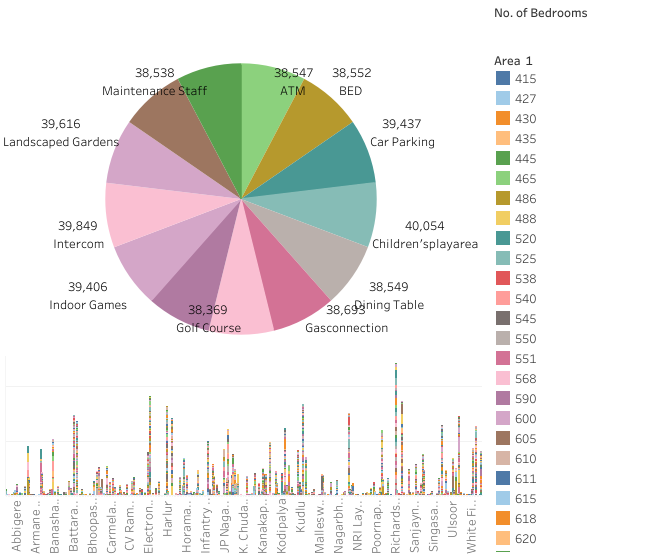 No. of Bedrooms
38,538
Maintenance Staff
38,547
ATM
38,552
BED
39,437
Car Parking
40,054
Children'splayarea
38,549
Dining Table
38,693
Gasconnection
38,369
Golf Course
39,406
Indoor Games
39,849
Intercom
39,616
Landscaped Gardens
Area 1
415
427
430
435
445
465
486
488
520
525
538
540
545
550
551
568
590
600
605
610
611
615
618
620
Abbigere
Armane ..
Banasha..
Battara..
Bhoopas..
Carmela..
CV Ram..
Electron..
Harlur
Horama..
Infantry ..
JP Naga..
K. Chuda..
Kanakap..
Kodipalya
Kudlu
Mallesw..
Nagarbh..
NRI Lay..
Poornap..
Richards..
Sanjayn..
Singasa..
Ulsoor
White Fi..